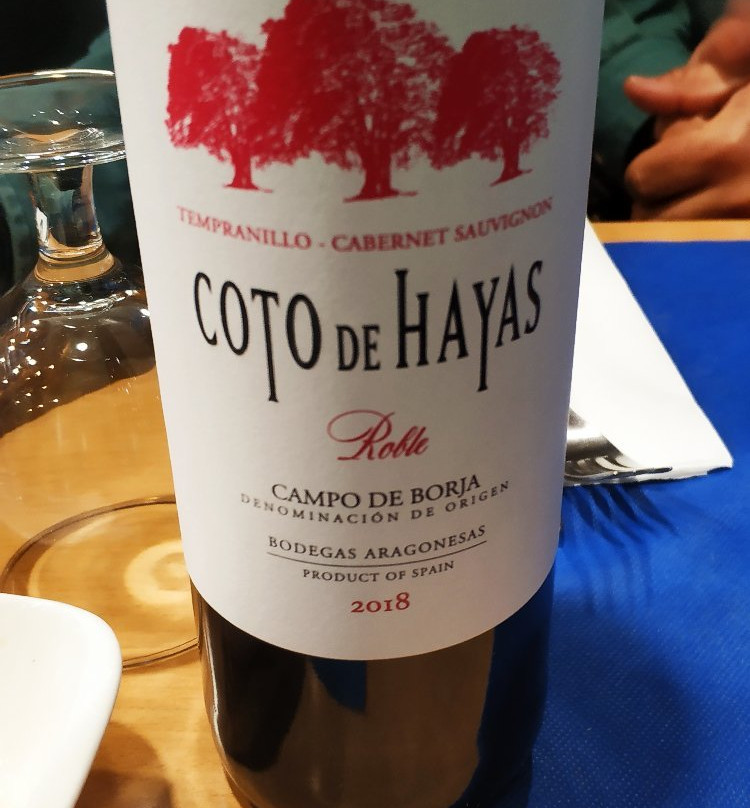 TEMPRANILLO - CABERNET SAUVIGNON
COTO DE HAYAS
Roble
CAMPO DE BORJA
DENOMINACIÓN DE ORIGEN
BODEGAS ARAGONESAS
PRODUCT OF SPAIN
2018